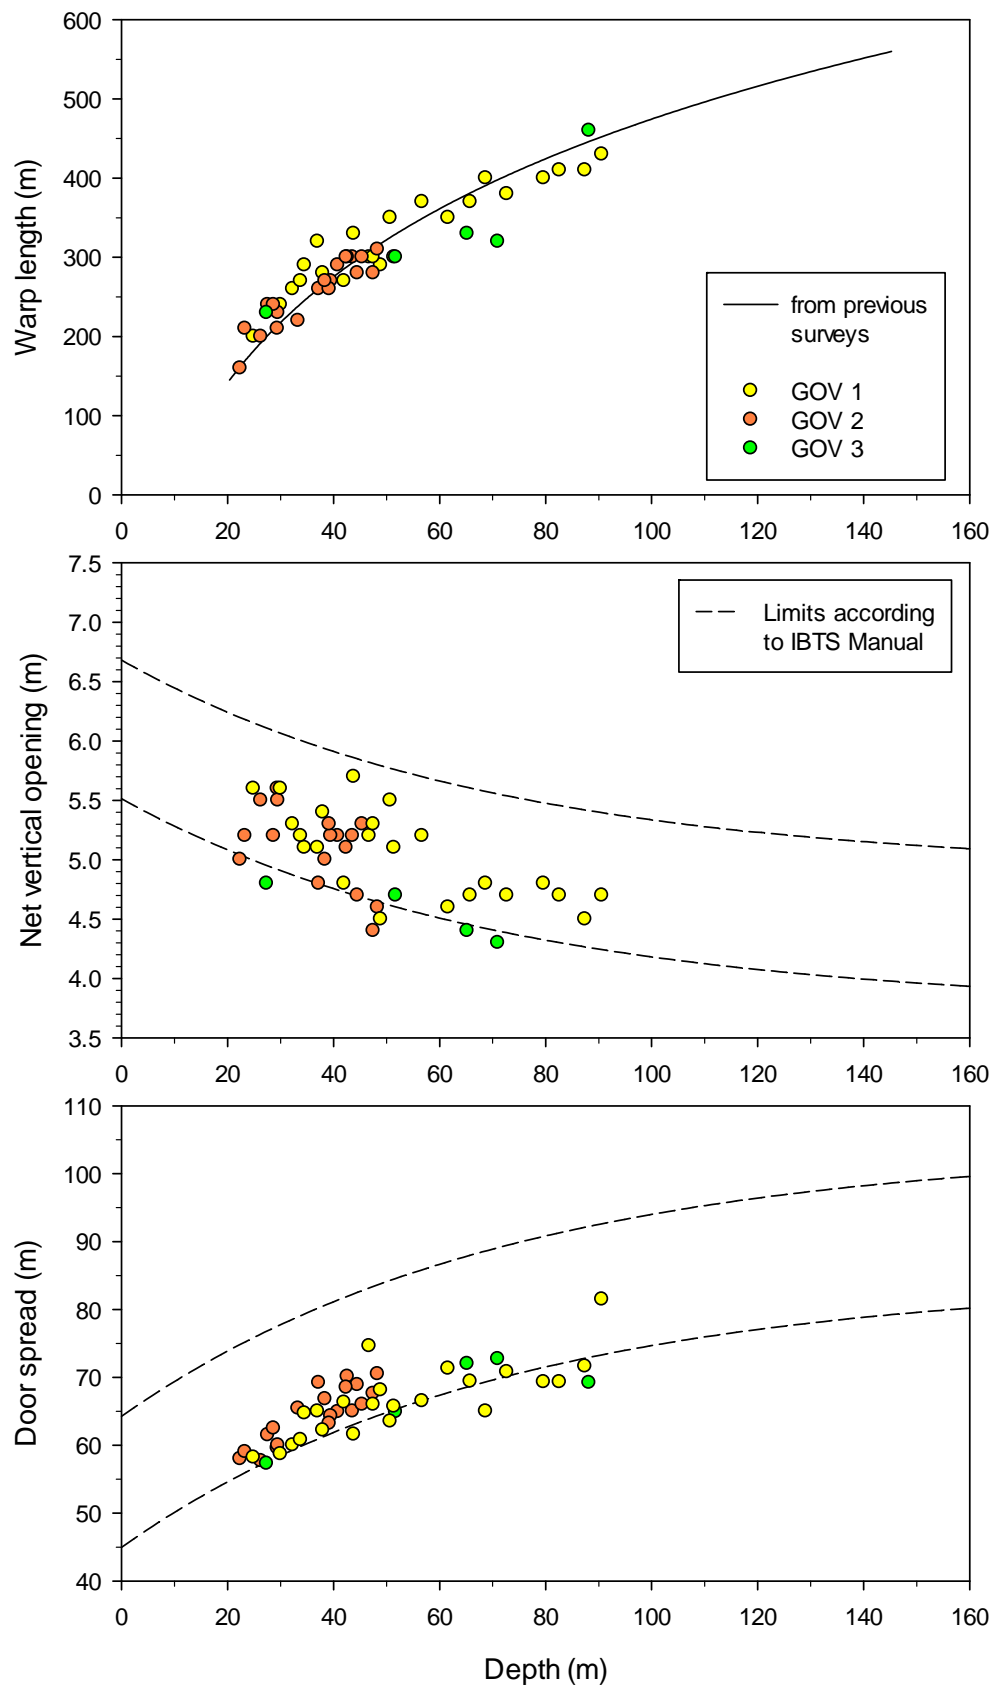 600
500
400
300
200
100
0
Warp length (m)
from previous
surveys
GOV 1
GOV 2
GOV 3
0 20 40 60 80 100 120 140 160
7.5
7.0
6.5
6.0
5.5
5.0
4.5
4.0
3.5
Net vertical opening (m)
Limits according
to IBTS Manual
0 20 40 60 80 100 120 140 160
110
100
90
80
70
60
50
40
Door spread (m)
0 20 40 60 80 100 120 140 160
Depth (m)